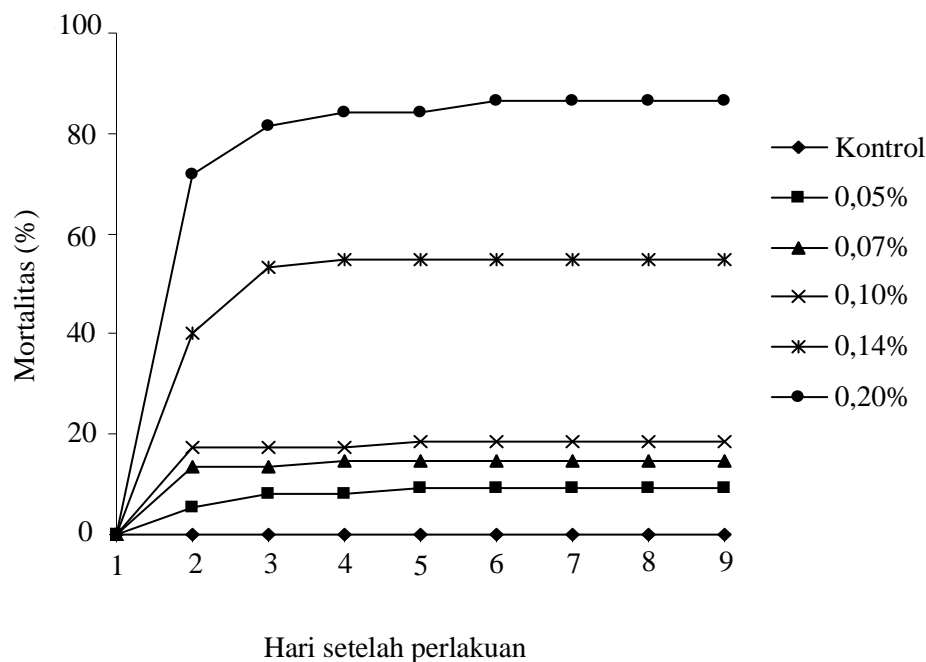 100
80
60
40
20
0
Mortalitas (%)
1 2 3 4 5 6 7 8 9
Hari setelah perlakuan
Kontrol
0,05%
0,07%
0,10%
0,14%
0,20%